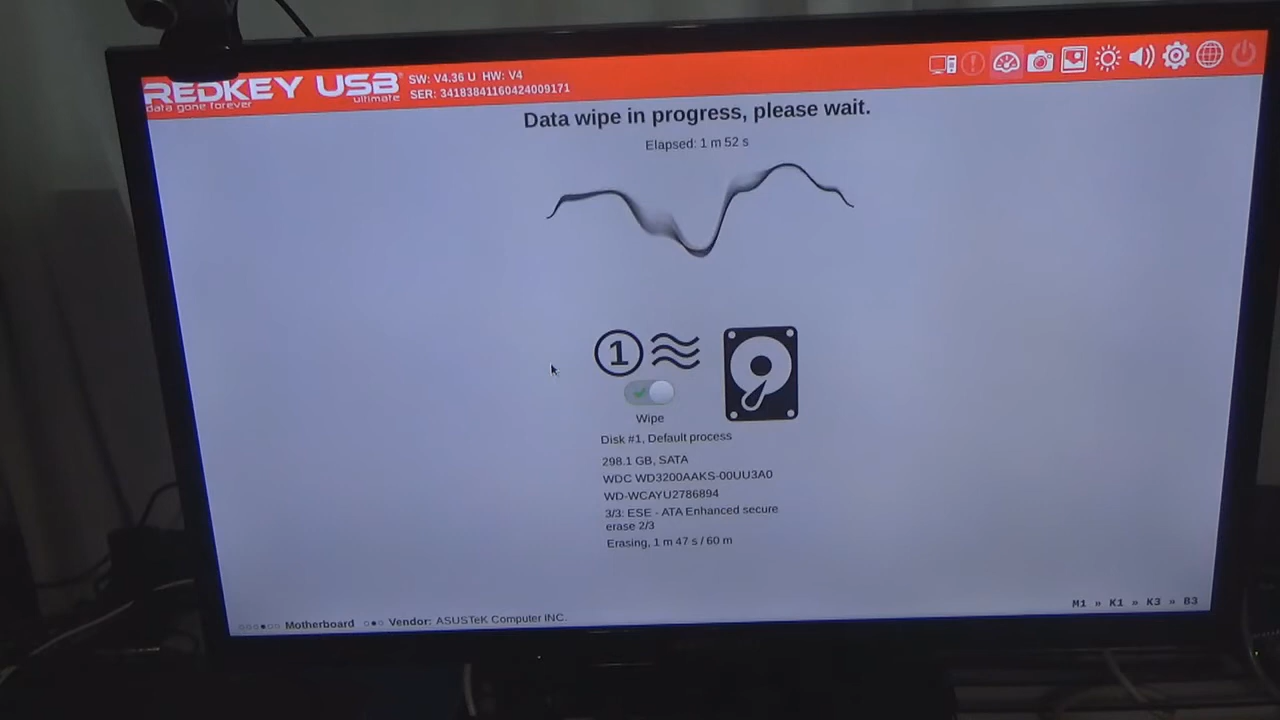 REDKEY USB
data gone forever
ultimate
SW: V4.36 U HW: V4
SER: 34183841160424009171
Data wipe in progress, please wait.
Elapsed: 1 m 52 s
1
Wipe
Disk #1, Default process
298.1 GB, SATA
WDC WD3200AAKS-00UU3A0
WD-WCAYU2786894
3/3: ESE - ATA Enhanced secure
erase 2/3
Erasing, 1 m 47 s / 60 m
Motherboard Vendor: ASUSTeK Computer INC.
M1 » K1 » K3 » B3